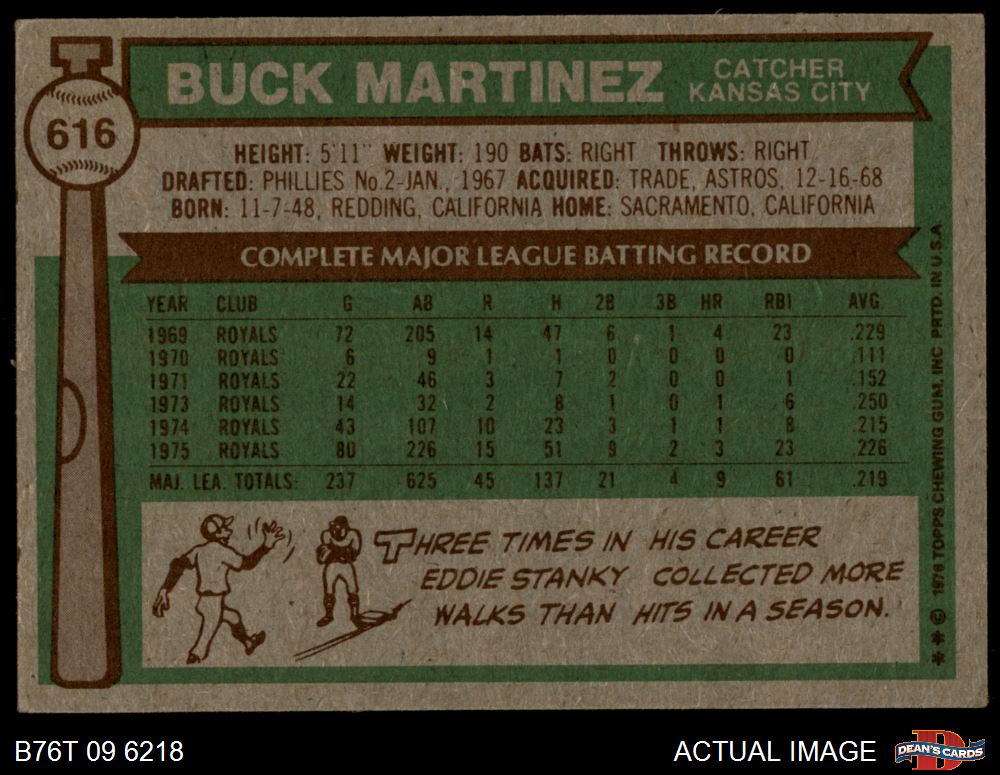 616
BUCK MARTINEZ
CATCHER
KANSAS CITY
HEIGHT: 5'11" WEIGHT: 190 BATS: RIGHT THROWS: RIGHT
DRAFTED: PHILLIES No.2-JAN., 1967 ACQUIRED: TRADE, ASTROS, 12-16-68
BORN: 11-7-48, REDDING, CALIFORNIA HOME: SACRAMENTO, CALIFORNIA
COMPLETE MAJOR LEAGUE BATTING RECORD
YEAR CLUB G AB R H 2B 3B HR RBI AVG.
1969 ROYALS 72 205 14 47 6 1 4 23 .229
1970 ROYALS 6 9 1 1 0 0 0 0 .111
1971 ROYALS 22 46 3 7 2 0 0 1 .152
1973 ROYALS 14 32 2 8 1 0 1 6 .250
1974 ROYALS 43 107 10 23 3 1 1 8 .215
1975 ROYALS 80 226 15 51 9 2 3 23 .226
MAJ. LEA. TOTALS: 237 625 45 137 21 4 9 61 .219
THREE TIMES IN HIS CAREER
EDDIE STANKY COLLECTED MORE
WALKS THAN HITS IN A SEASON.
** © 1976 TOPPS CHEWING GUM, INC PRTD. IN U.S.A.
B76T 09 6218
ACTUAL IMAGE
D
DEAN'S CARDS